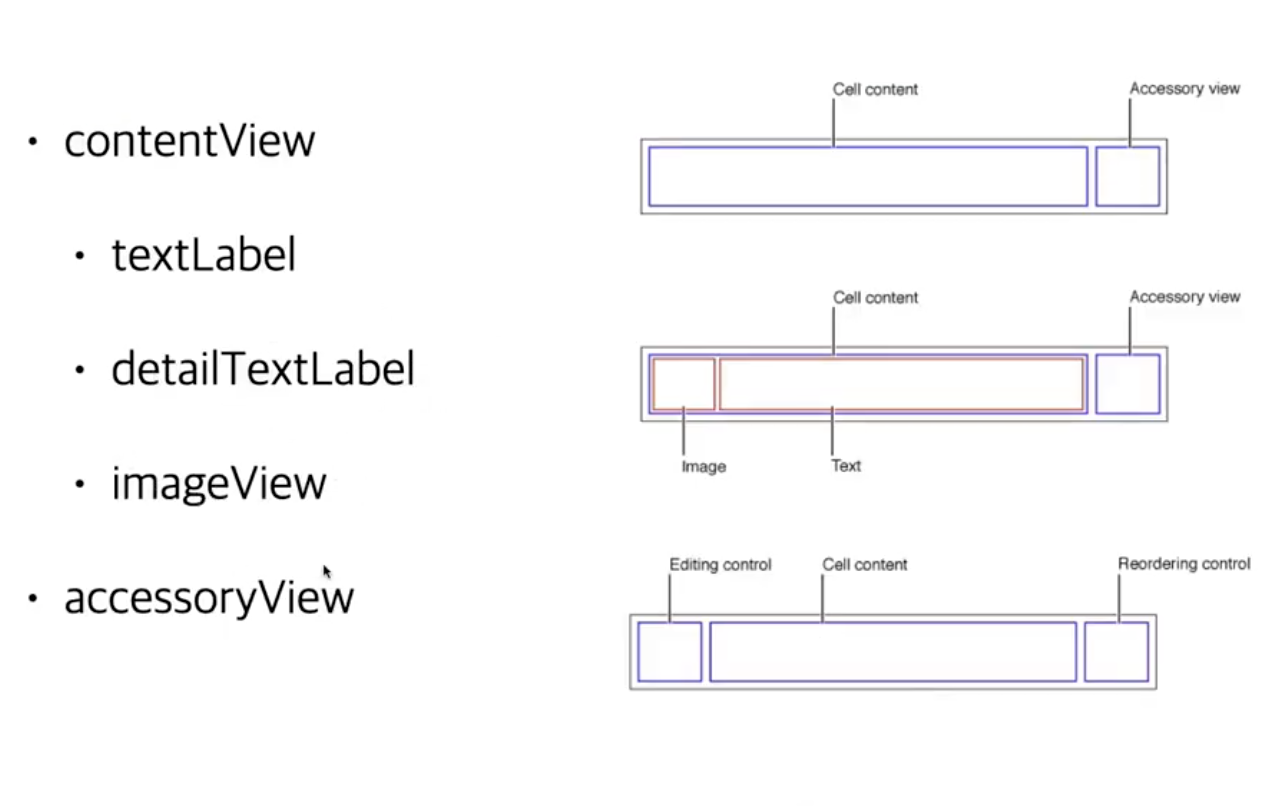 contentView
textLabel
detailTextLabel
imageView
accessoryView
Cell content
Accessory view
Cell content
Accessory view
Image
Text
Editing control
Cell content
Reordering control